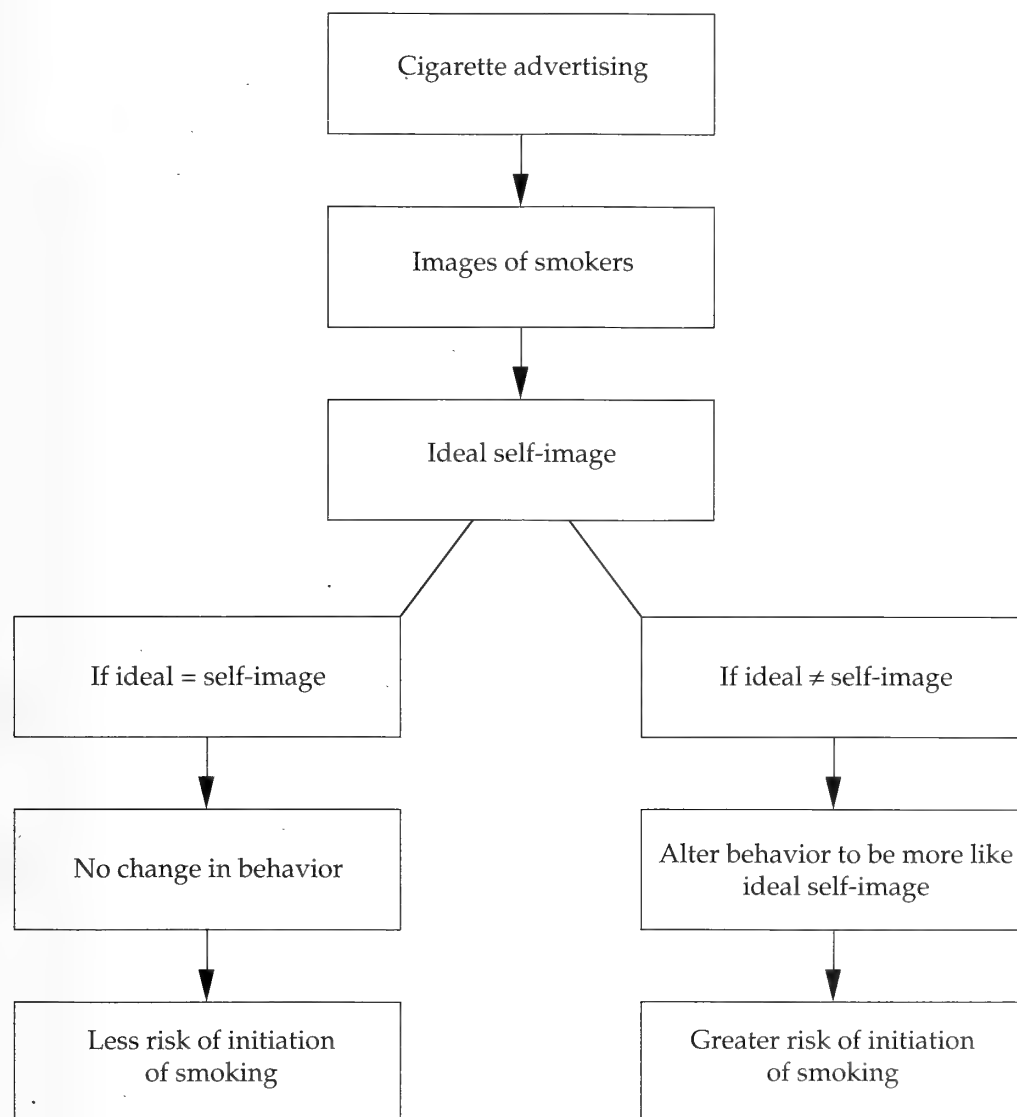 Cigarette advertising
Images of smokers
Ideal self-image
If ideal = self-image
If ideal ≠ self-image
No change in behavior
Alter behavior to be more like
ideal self-image
Less risk of initiation
of smoking
Greater risk of initiation
of smoking